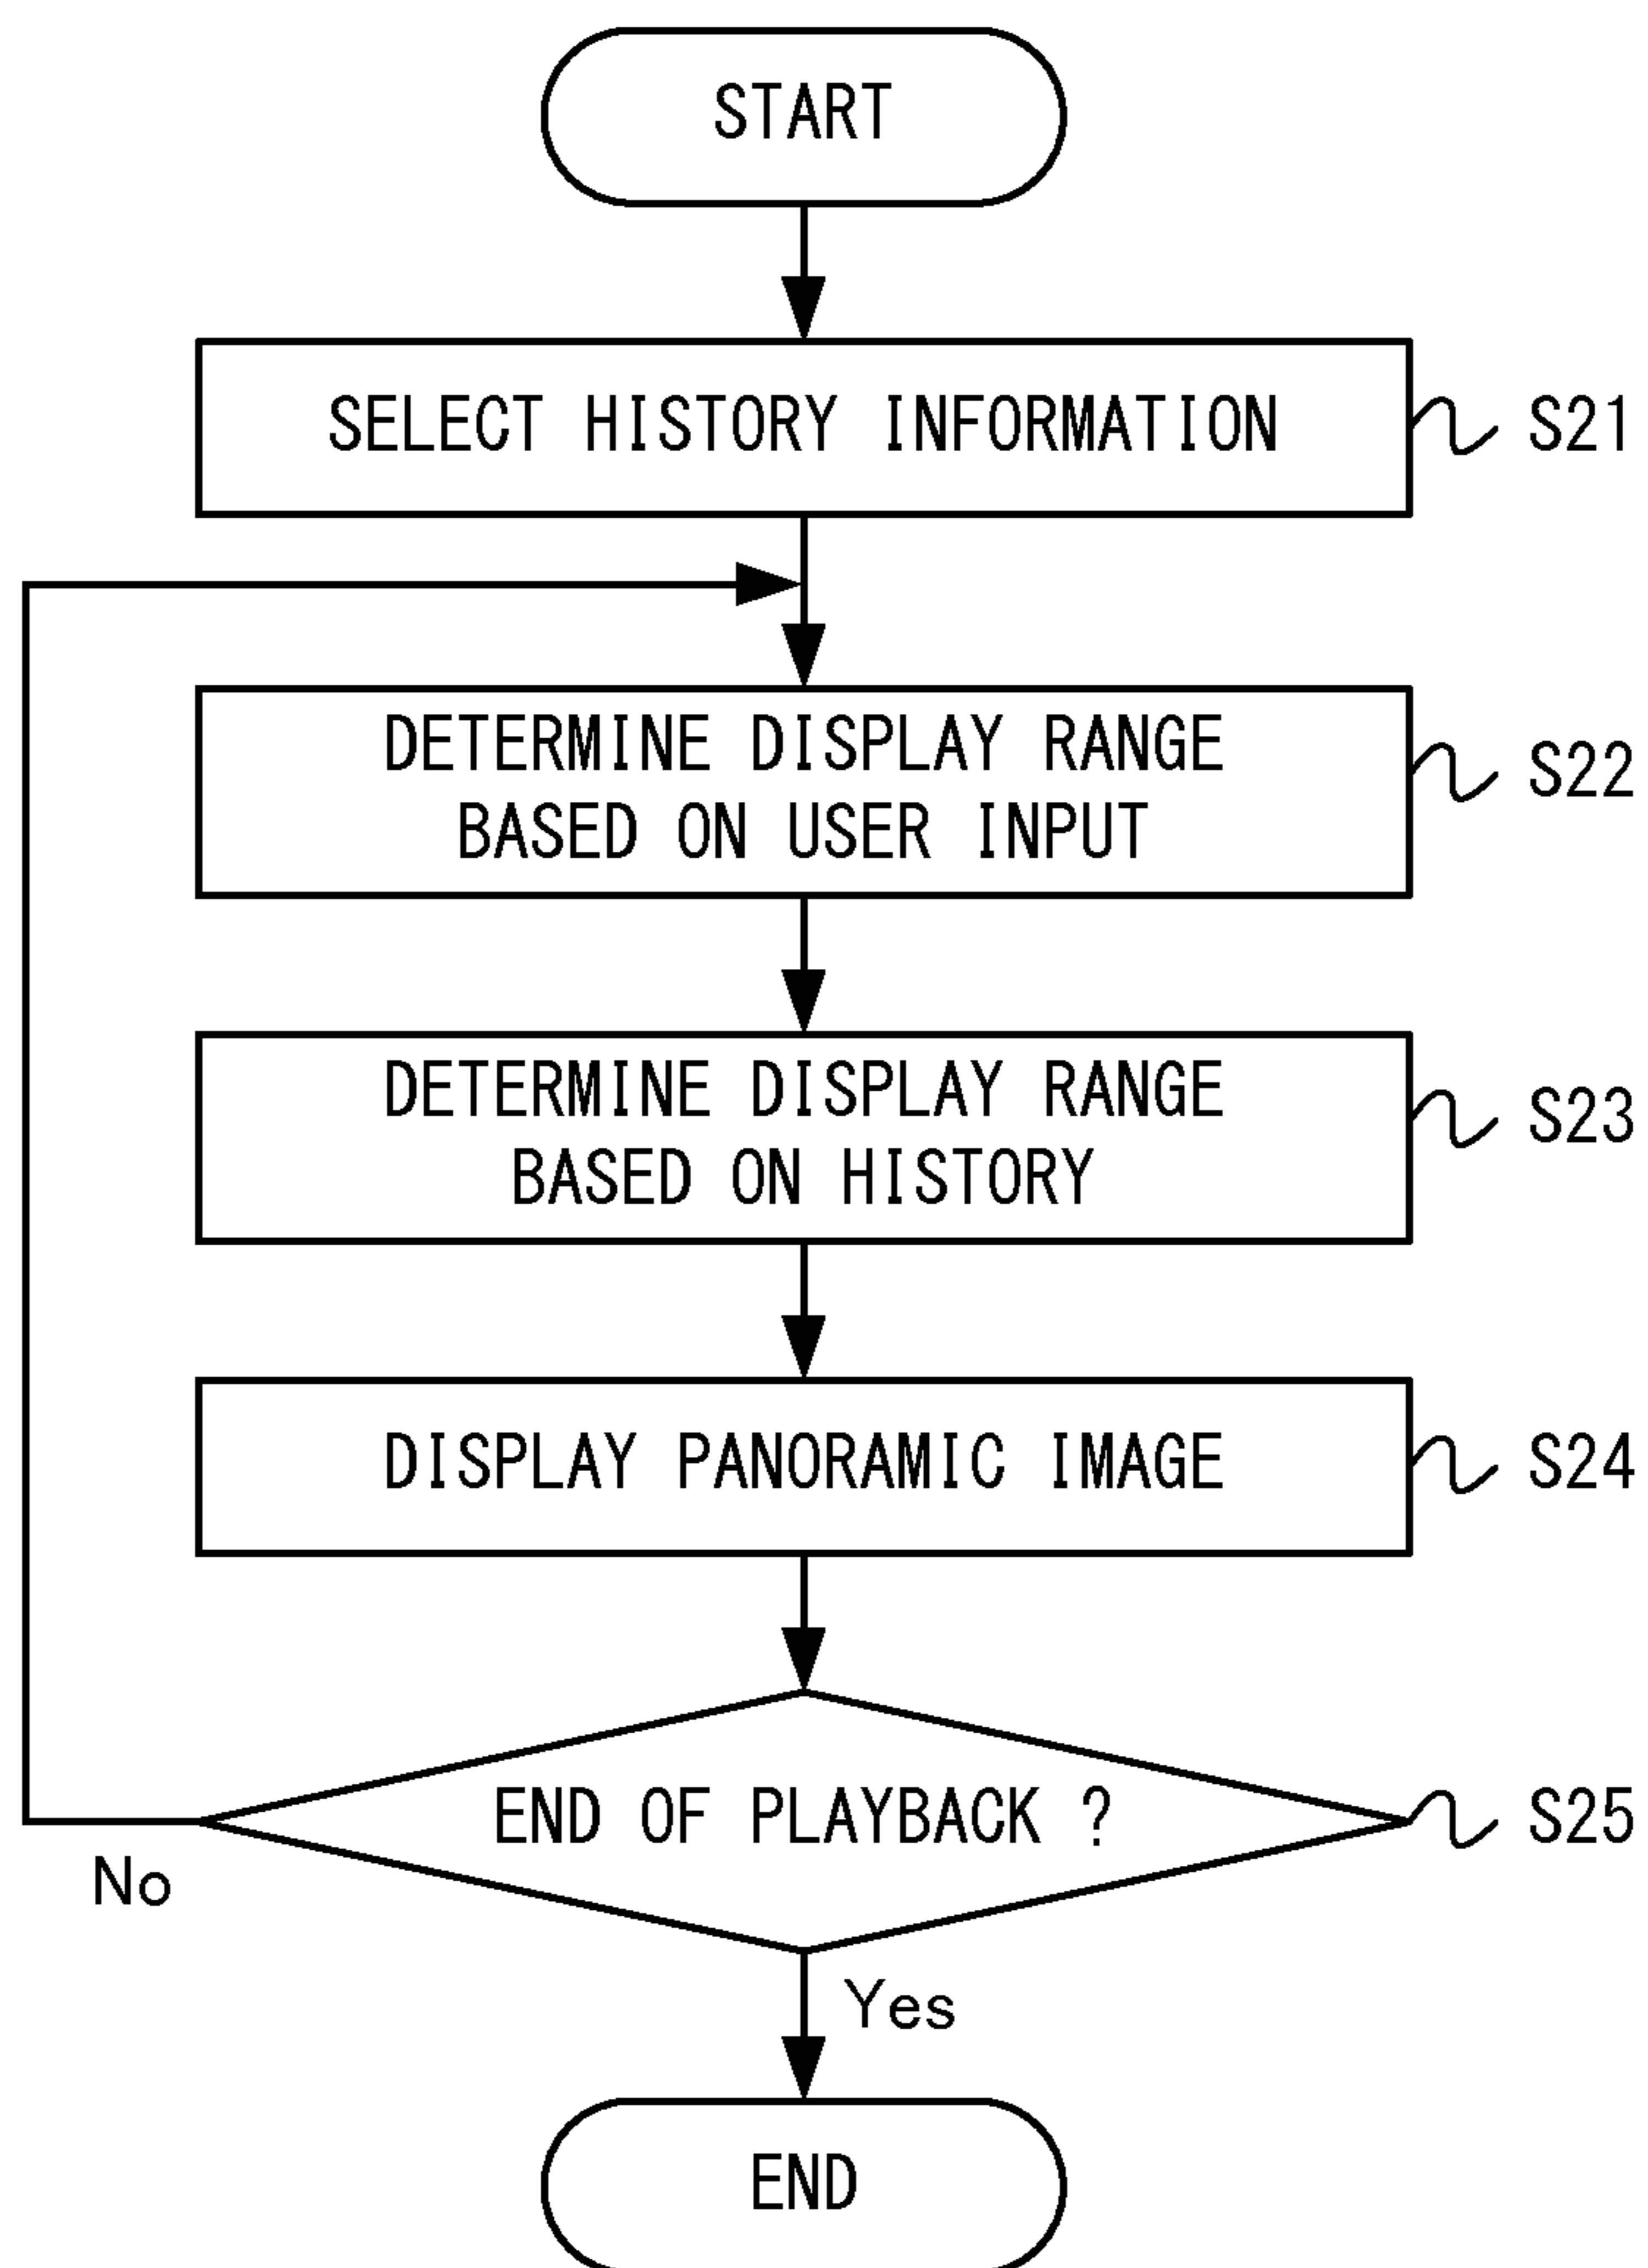 START
SELECT HISTORY INFORMATION
S21
DETERMINE DISPLAY RANGE
BASED ON USER INPUT
S22
DETERMINE DISPLAY RANGE
BASED ON HISTORY
S23
DISPLAY PANORAMIC IMAGE
S24
END OF PLAYBACK ?
S25
No
Yes
END